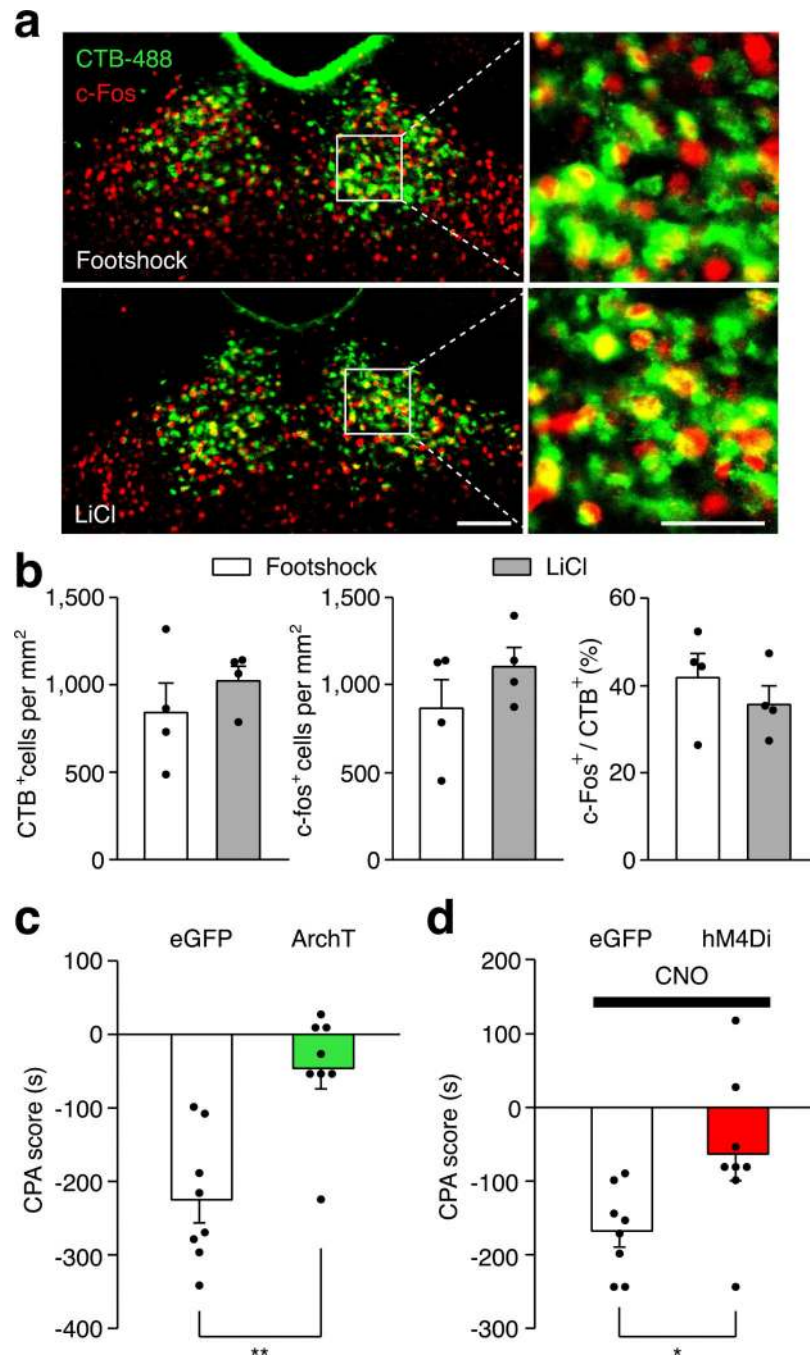 a
CTB-488
c-Fos
Footshock
LiCl
b
Footshock
LiCl
CTB⁺cells per mm²
1,500
1,000
500
0
c-fos⁺ cells per mm²
1,500
1,000
500
0
c-Fos⁺ / CTB⁺(%)
60
40
20
0
c
eGFP ArchT
CPA score (s)
100
0
-100
-200
-300
-400
**
d
eGFP hM4Di
CNO
CPA score (s)
200
100
0
-100
-200
-300
*